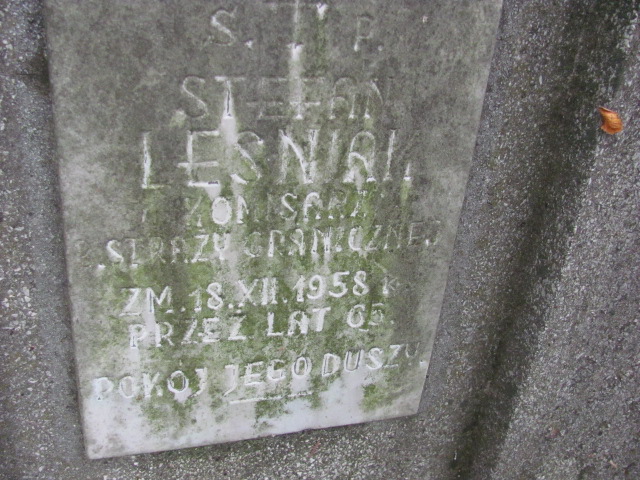 S. P.
STEFAN
LEŚNIAK
KOMISARZ
STRAŻY GRANICZNEJ
ZM. 18.XII.1958 R.
PRZEŻ. LAT 65
POKÓJ JEGO DUSZY